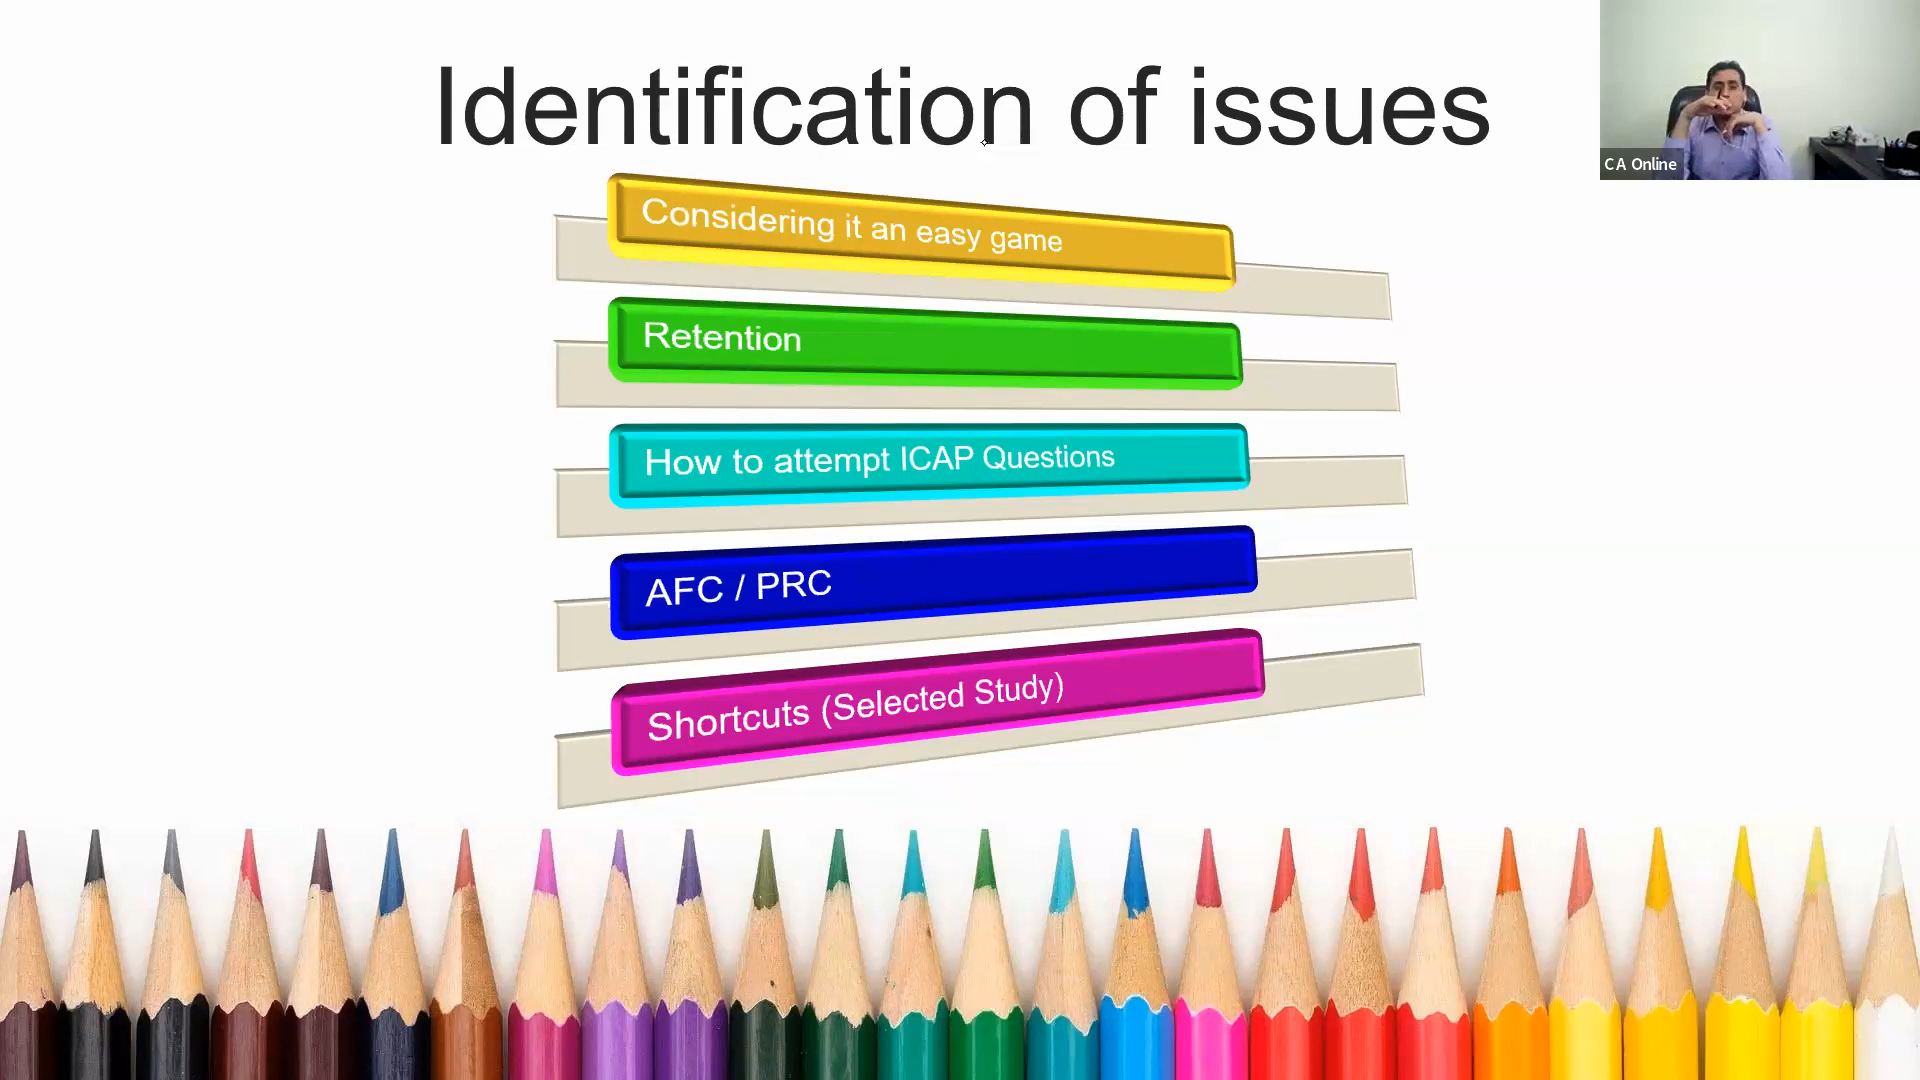 Identification of issues
CA Online
Considering it an easy game
Retention
How to attempt ICAP Questions
AFC / PRC
Shortcuts (Selected Study)